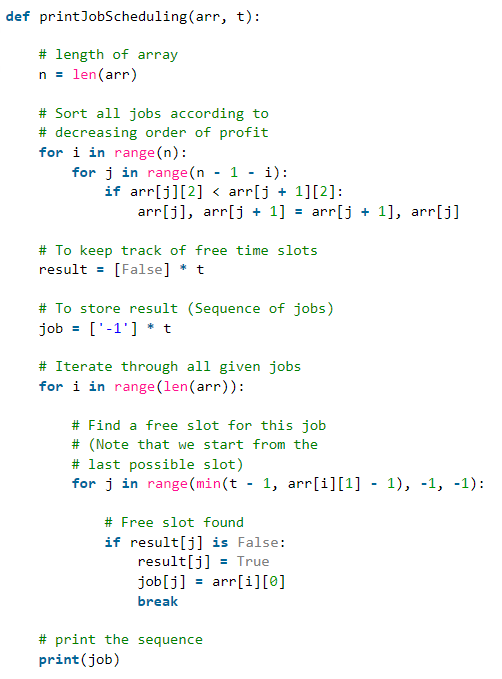 def printJobScheduling(arr, t):
# length of array
n = len(arr)
# Sort all jobs according to
# decreasing order of profit
for i in range(n):
for j in range(n - 1 - i):
if arr[j][2] < arr[j + 1][2]:
arr[j], arr[j + 1] = arr[j + 1], arr[j]
# To keep track of free time slots
result = [False] * t
# To store result (Sequence of jobs)
job = ['-1'] * t
# Iterate through all given jobs
for i in range(len(arr)):
# Find a free slot for this job
# (Note that we start from the
# last possible slot)
for j in range(min(t - 1, arr[i][1] - 1), -1, -1):
# Free slot found
if result[j] is False:
result[j] = True
job[j] = arr[i][0]
break
# print the sequence
print(job)